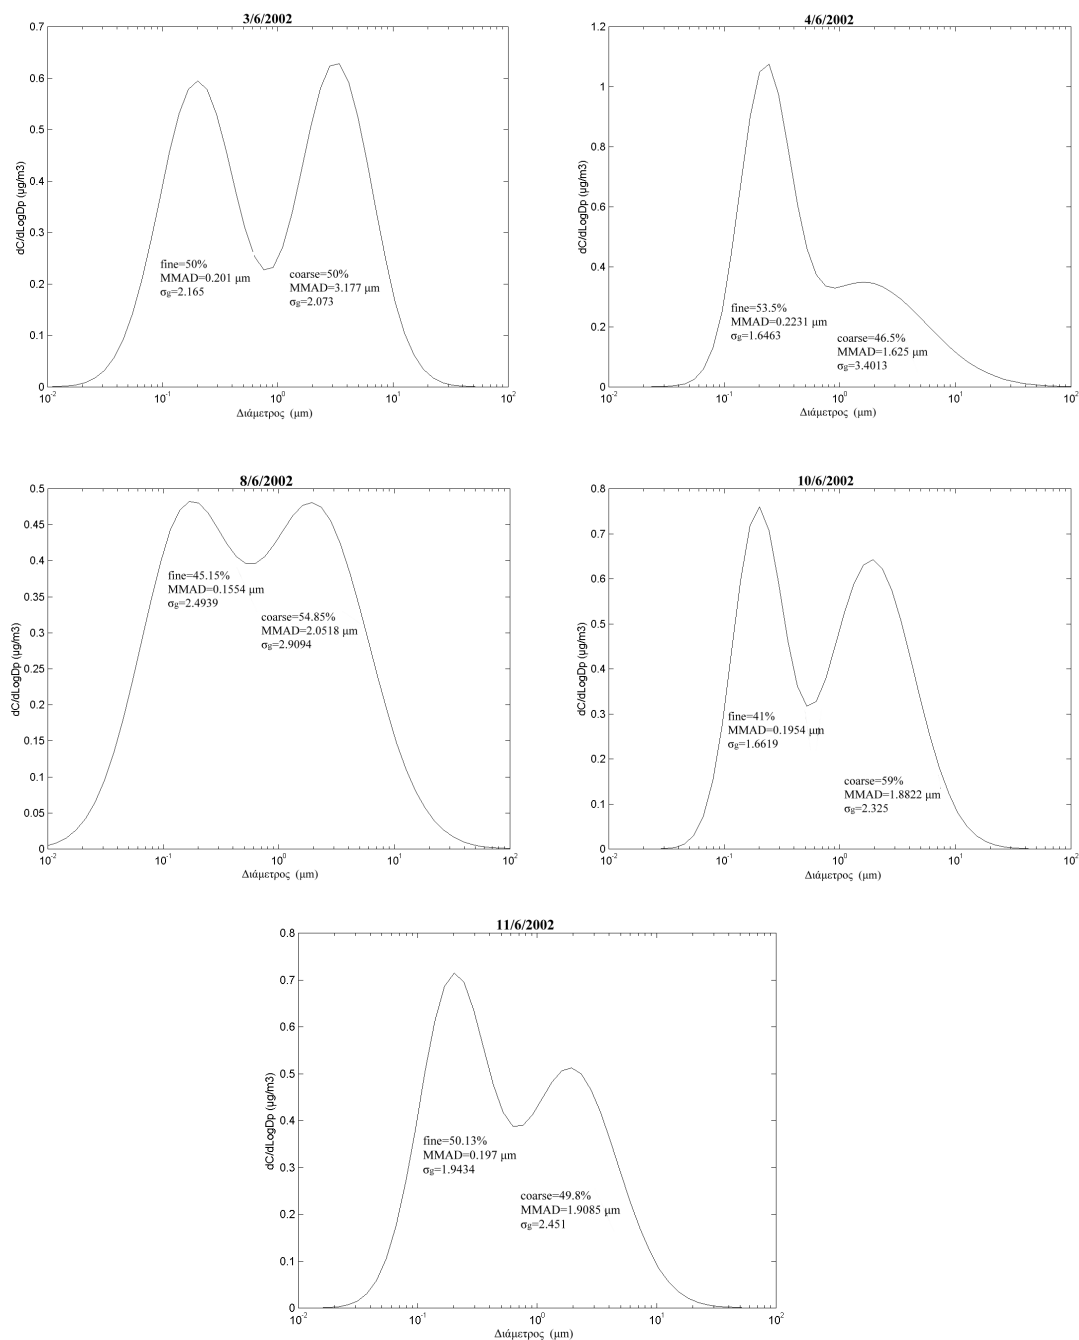 3/6/2002
0.7
0.6
0.5
0.4
0.3
0.2
0.1
0
dC/dLogDp (μg/m3)
fine=50%
MMAD=0.201 μm
σg=2.165
coarse=50%
MMAD=3.177 μm
σg=2.073
10-2 10-1 100 101 102
Διάμετρος (μm)
4/6/2002
1.2
1
0.8
0.6
0.4
0.2
0
dC/dLogDp (μg/m3)
fine=53.5%
MMAD=0.2231 μm
σg=1.6463
coarse=46.5%
MMAD=1.625 μm
σg=3.4013
10-2 10-1 100 101 102
Διάμετρος (μm)
8/6/2002
0.5
0.45
0.4
0.35
0.3
0.25
0.2
0.15
0.1
0.05
0
dC/dLogDp (μg/m3)
fine=45.15%
MMAD=0.1554 μm
σg=2.4939
coarse=54.85%
MMAD=2.0518 μm
σg=2.9094
10-2 10-1 100 101 102
Διάμετρος (μm)
10/6/2002
0.8
0.7
0.6
0.5
0.4
0.3
0.2
0.1
0
dC/dLogDp (μg/m3)
fine=41%
MMAD=0.1954 μm
σg=1.6619
coarse=59%
MMAD=1.8822 μm
σg=2.325
10-2 10-1 100 101 102
Διάμετρος (μm)
11/6/2002
0.8
0.7
0.6
0.5
0.4
0.3
0.2
0.1
0
dC/dLogDp (μg/m3)
fine=50.13%
MMAD=0.197 μm
σg=1.9434
coarse=49.8%
MMAD=1.9085 μm
σg=2.451
10-2 10-1 100 101 102
Διάμετρος (μm)